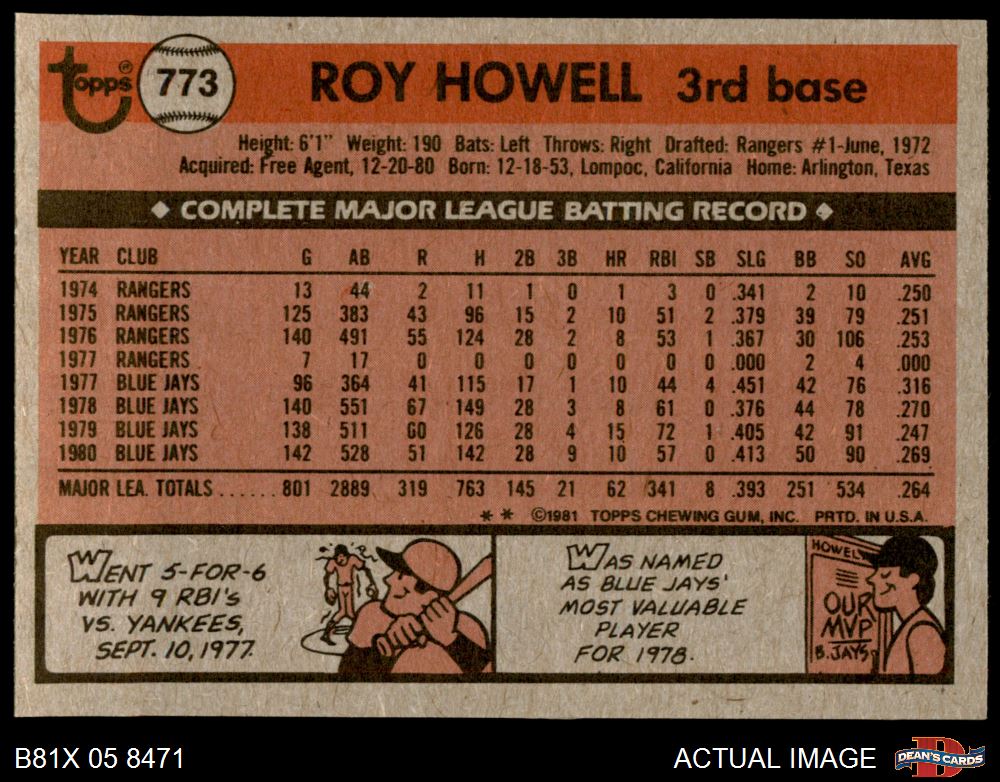 topps® 773 ROY HOWELL 3rd base
Height: 6'1" Weight: 190 Bats: Left Throws: Right Drafted: Rangers #1-June, 1972
Acquired: Free Agent, 12-20-80 Born: 12-18-53, Lompoc, California Home: Arlington, Texas
◆ COMPLETE MAJOR LEAGUE BATTING RECORD ◆
YEAR CLUB G AB R H 2B 3B HR RBI SB SLG BB SO AVG
1974 RANGERS 13 44 2 11 1 0 1 3 0 .341 2 10 .250
1975 RANGERS 125 383 43 96 15 2 10 51 2 .379 39 79 .251
1976 RANGERS 140 491 55 124 28 2 8 53 1 .367 30 106 .253
1977 RANGERS 7 17 0 0 0 0 0 0 0 .000 2 4 .000
1977 BLUE JAYS 96 364 41 115 17 1 10 44 4 .451 42 76 .316
1978 BLUE JAYS 140 551 67 149 28 3 8 61 0 .376 44 78 .270
1979 BLUE JAYS 138 511 60 126 28 4 15 72 1 .405 42 91 .247
1980 BLUE JAYS 142 528 51 142 28 9 10 57 0 .413 50 90 .269
MAJOR LEA. TOTALS ...... 801 2889 319 763 145 21 62 341 8 .393 251 534 .264
* * ©1981 TOPPS CHEWING GUM, INC. PRTD. IN U.S.A.
WENT 5-FOR-6
WITH 9 RBI'S
VS. YANKEES,
SEPT. 10, 1977.
WAS NAMED
AS BLUE JAYS'
MOST VALUABLE
PLAYER
FOR 1978.
HOWEL
OUR
MVP
B. JAYS
B81X 05 8471 ACTUAL IMAGE D DEAN'S CARDS